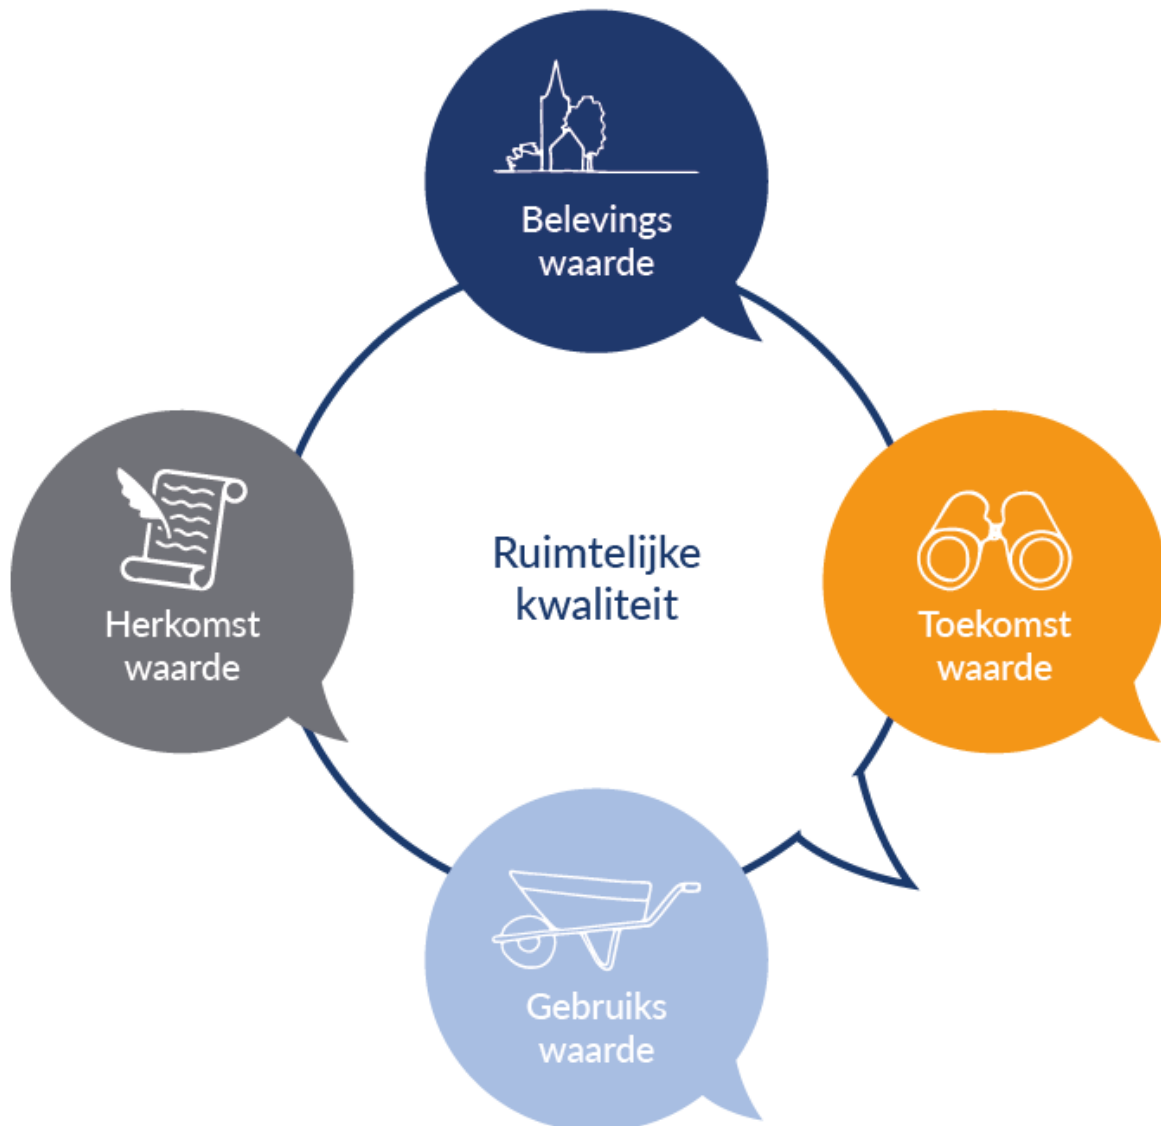 Belevings
waarde
Ruimtelijke
kwaliteit
Herkomst
waarde
Toekomst
waarde
Gebruiks
waarde